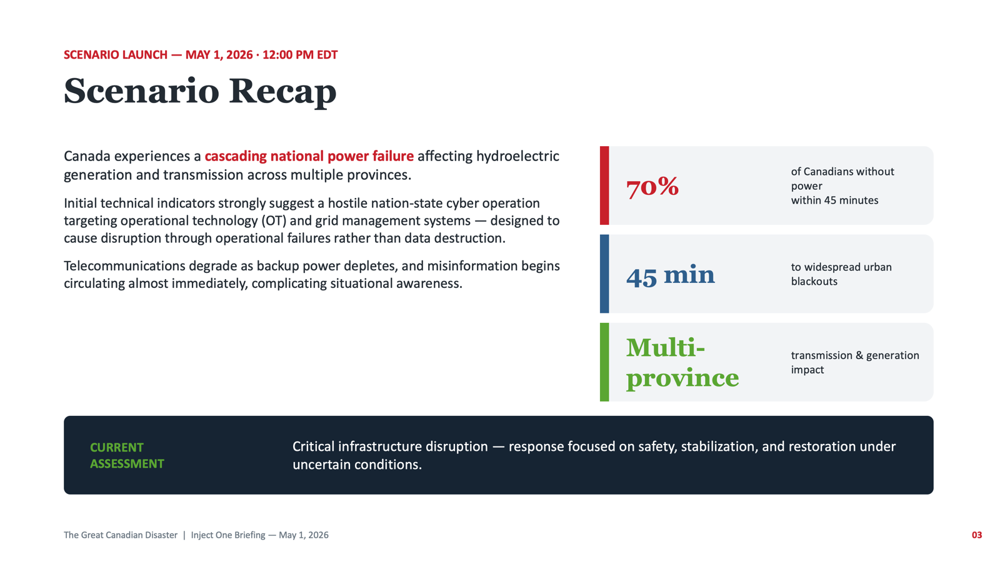 SCENARIO LAUNCH — MAY 1, 2026 · 12:00 PM EDT
Scenario Recap
Canada experiences a cascading national power failure affecting hydroelectric
generation and transmission across multiple provinces.
Initial technical indicators strongly suggest a hostile nation-state cyber operation
targeting operational technology (OT) and grid management systems — designed to
cause disruption through operational failures rather than data destruction.
Telecommunications degrade as backup power depletes, and misinformation begins
circulating almost immediately, complicating situational awareness.
70%
of Canadians without
power
within 45 minutes
45 min
to widespread urban
blackouts
Multi-
province
transmission & generation
impact
CURRENT
ASSESSMENT
Critical infrastructure disruption — response focused on safety, stabilization, and restoration under
uncertain conditions.
The Great Canadian Disaster | Inject One Briefing — May 1, 2026
03